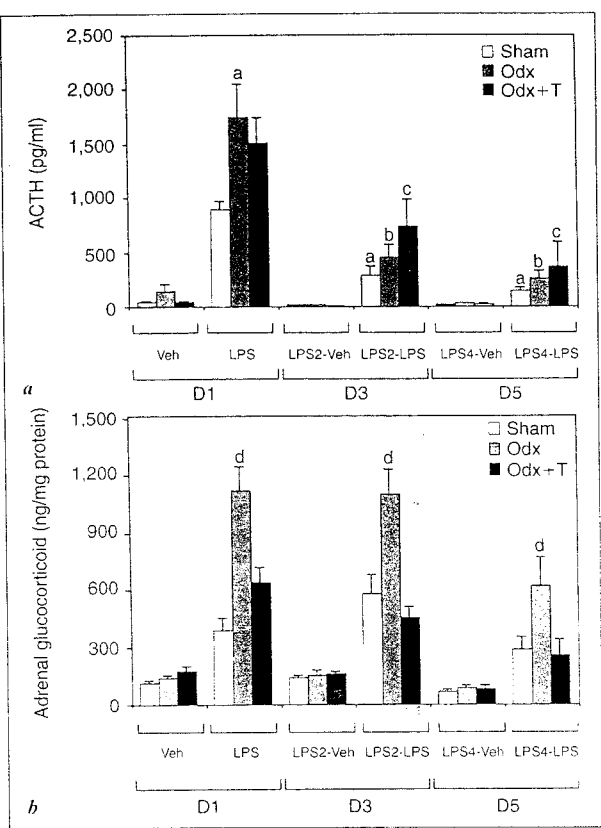 2,500
2,000
1,500
1,000
500
0
ACTH (pg/ml)
Sham
Odx
Odx+T
a
a
b
c
a
b
c
Veh
LPS
LPS2-Veh
LPS2-LPS
LPS4-Veh
LPS4-LPS
a
D1
D3
D5
1,500
1,200
900
600
300
0
Adrenal glucocorticoid (ng/mg protein)
Sham
Odx
Odx+T
d
d
d
Veh
LPS
LPS2-Veh
LPS2-LPS
LPS4-Veh
LPS4-LPS
b
D1
D3
D5